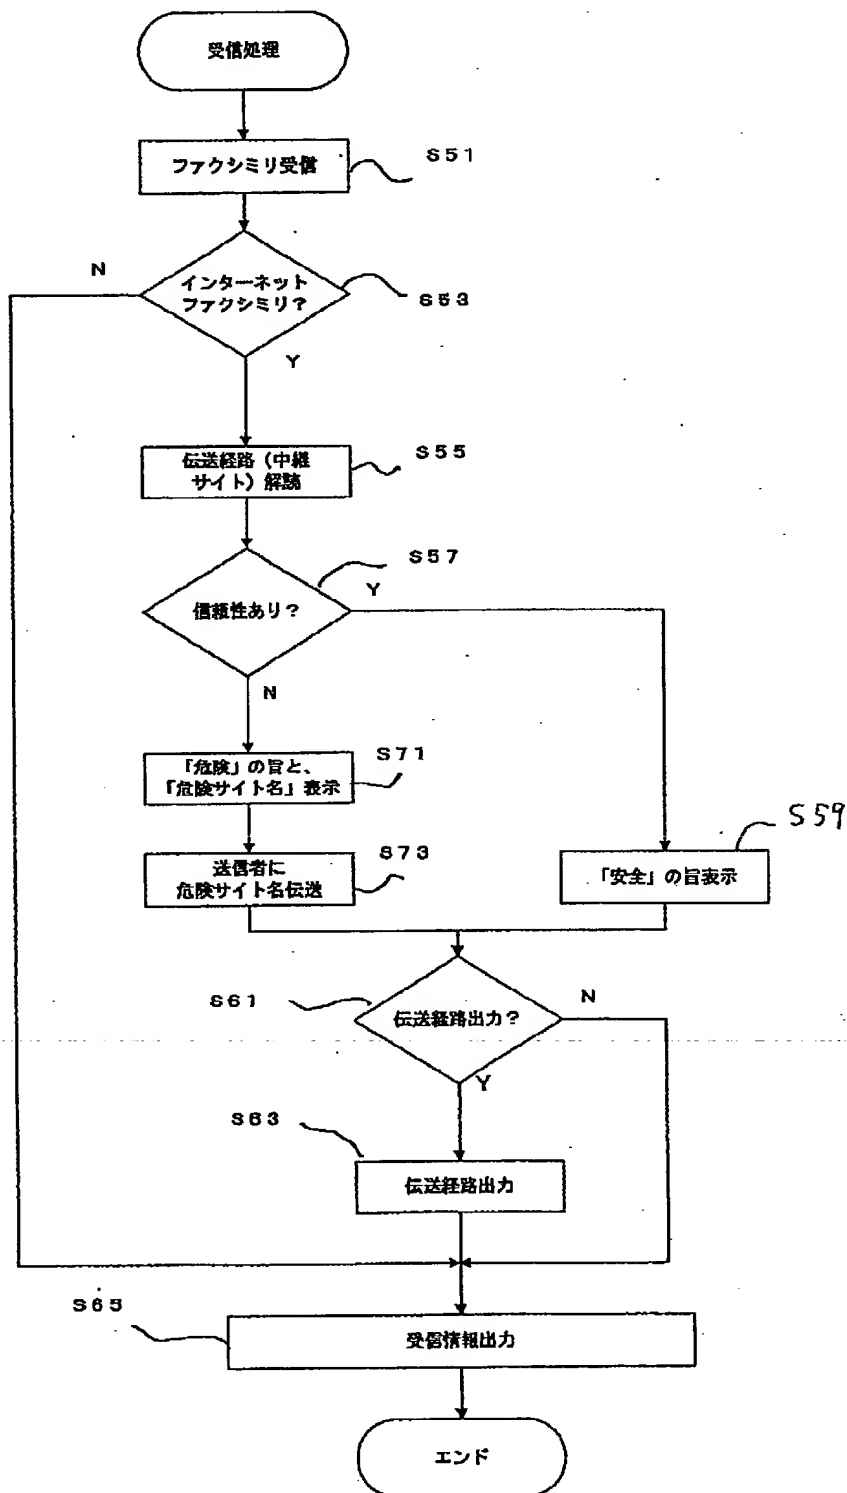 受信処理
ファクシミリ受信
S51
N
インターネット
ファクシミリ？
S53
Y
伝送経路（中継
サイト）解読
S55
S57
信頼性あり？
Y
N
「危険」の旨と、
「危険サイト名」表示
S71
送信者に
危険サイト名伝送
S73
「安全」の旨表示
S59
S61
伝送経路出力？
N
Y
S63
伝送経路出力
S65
受信情報出力
エンド